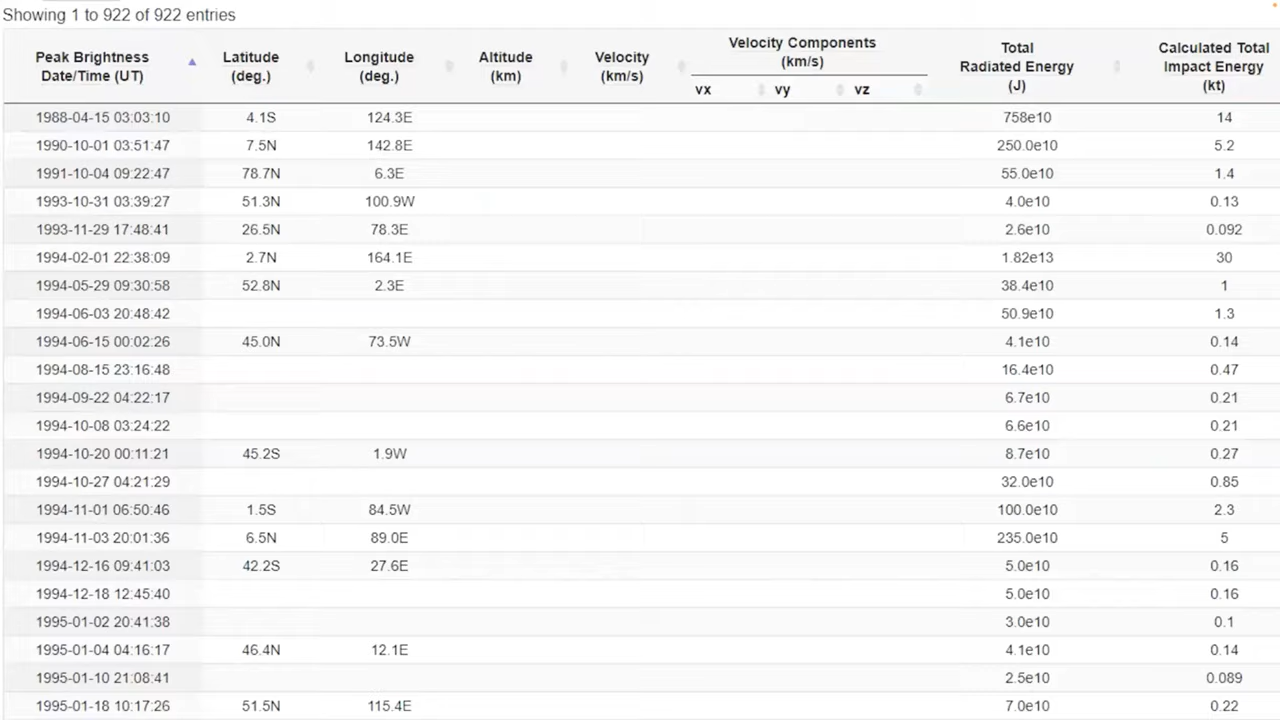 Showing 1 to 922 of 922 entries
Peak Brightness Date/Time (UT) Latitude (deg.) Longitude (deg.) Altitude (km) Velocity (km/s) Velocity Components (km/s) vx vy vz Total Radiated Energy (J) Calculated Total Impact Energy (kt)
1988-04-15 03:03:10 4.1S 124.3E 758e10 14
1990-10-01 03:51:47 7.5N 142.8E 250.0e10 5.2
1991-10-04 09:22:47 78.7N 6.3E 55.0e10 1.4
1993-10-31 03:39:27 51.3N 100.9W 4.0e10 0.13
1993-11-29 17:48:41 26.5N 78.3E 2.6e10 0.092
1994-02-01 22:38:09 2.7N 164.1E 1.82e13 30
1994-05-29 09:30:58 52.8N 2.3E 38.4e10 1
1994-06-03 20:48:42 50.9e10 1.3
1994-06-15 00:02:26 45.0N 73.5W 4.1e10 0.14
1994-08-15 23:16:48 16.4e10 0.47
1994-09-22 04:22:17 6.7e10 0.21
1994-10-08 03:24:22 6.6e10 0.21
1994-10-20 00:11:21 45.2S 1.9W 8.7e10 0.27
1994-10-27 04:21:29 32.0e10 0.85
1994-11-01 06:50:46 1.5S 84.5W 100.0e10 2.3
1994-11-03 20:01:36 6.5N 89.0E 235.0e10 5
1994-12-16 09:41:03 42.2S 27.6E 5.0e10 0.16
1994-12-18 12:45:40 5.0e10 0.16
1995-01-02 20:41:38 3.0e10 0.1
1995-01-04 04:16:17 46.4N 12.1E 4.1e10 0.14
1995-01-10 21:08:41 2.5e10 0.089
1995-01-18 10:17:26 51.5N 115.4E 7.0e10 0.22